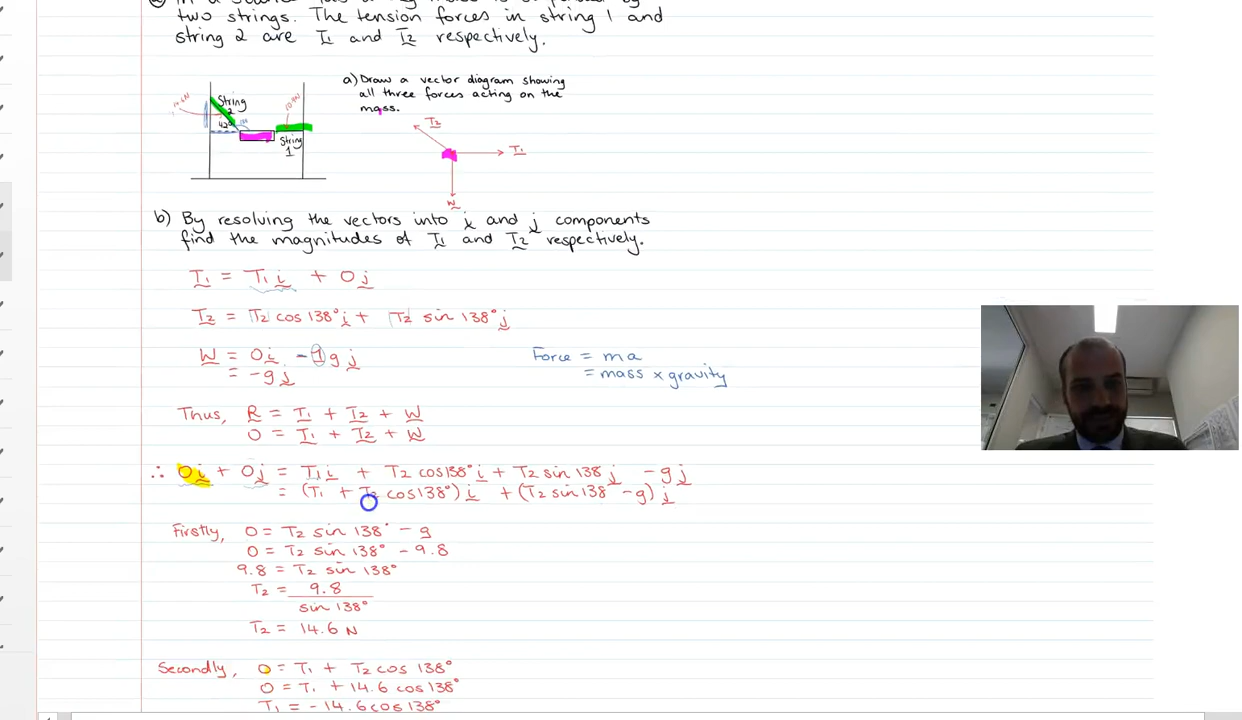 two strings. The tension forces in string 1 and
string 2 are T1 and T2 respectively.
a) Draw a vector diagram showing
all three forces acting on the
mass.
String
2
42°
String
1
T2
T1
W
b) By resolving the vectors into i and j components
find the magnitudes of T1 and T2 respectively.
T1 = T1 i + 0j
T2 = T2 cos 138° i + T2 sin 138° j
W = 0i - 1g j
= -g j
Force = ma
= mass × gravity
Thus, R = T1 + T2 + W
0 = T1 + T2 + W
∴ 0i + 0j = T1 i + T2 cos138° i + T2 sin 138 j - g j
= (T1 + T2 cos138°) i + (T2 sin 138° - g) j
Firstly, 0 = T2 sin 138° - g
0 = T2 sin 138° - 9.8
9.8 = T2 sin 138°
T2 = 9.8
sin 138°
T2 = 14.6 N
Secondly, 0 = T1 + T2 cos 138°
0 = T1 + 14.6 cos 138°
T1 = - 14.6 cos 138°